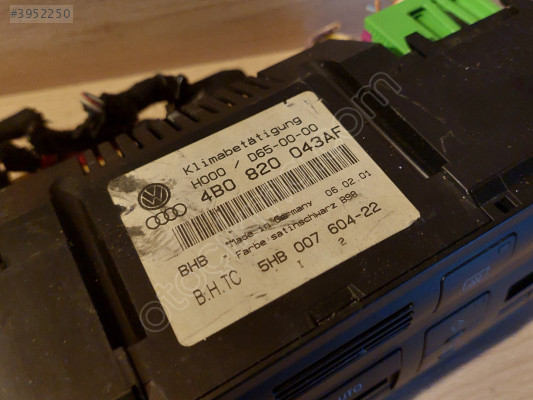 #3952250
Klimabetätigung
H000 / D65-00-00
4B0 820 043AF
*Made in Germany 06.02.01
Farbe:satinschwarz B98
BHB
B.H.TC 5HB 007 604-22
1 2
AUTO